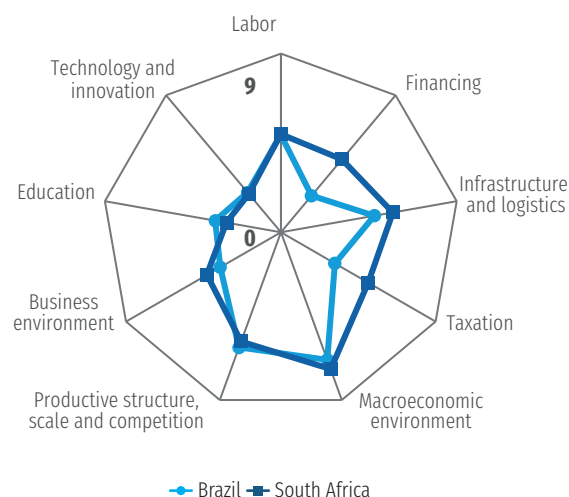 Labor
Technology and
innovation
9
Financing
Education
Infrastructure
and logistics
0
Business
environment
Taxation
Productive structure,
scale and competition
Macroeconomic
environment
Brazil
South Africa